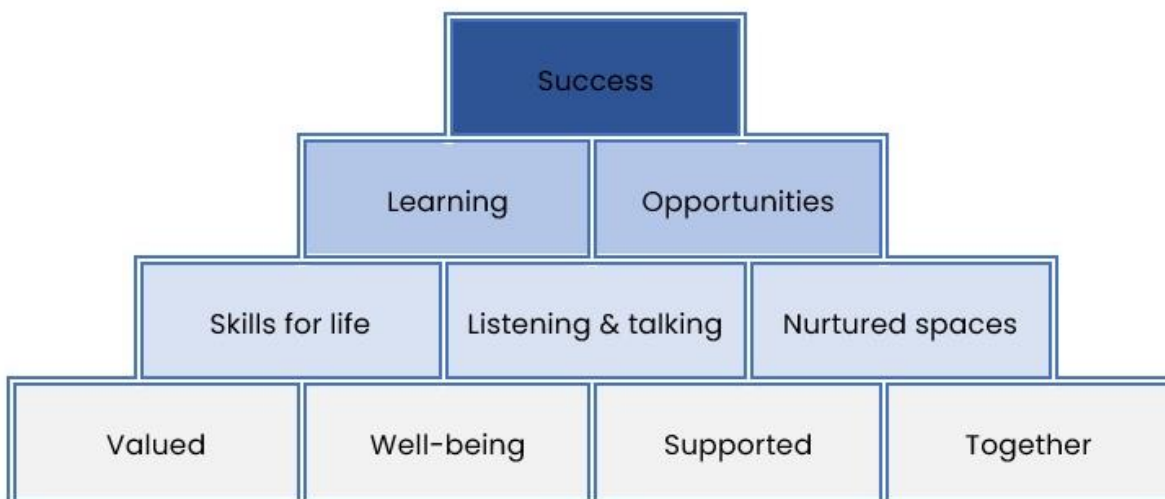 Success
Learning Opportunities
Skills for life Listening & talking Nurtured spaces
Valued Well-being Supported Together